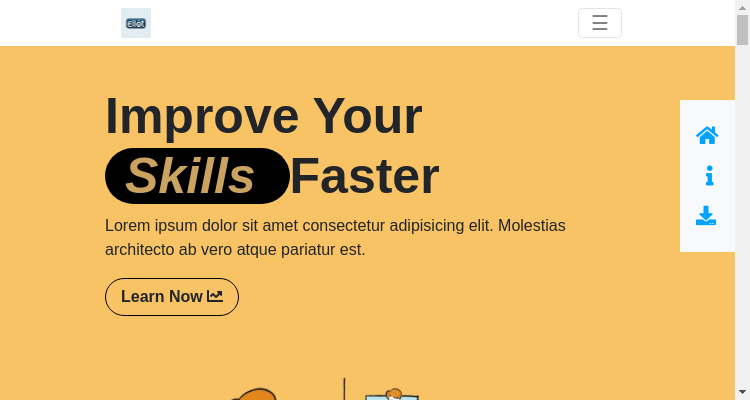 Elliot
☰
Improve Your
Skills Faster
Lorem ipsum dolor sit amet consectetur adipisicing elit. Molestias
architecto ab vero atque pariatur est.
Learn Now